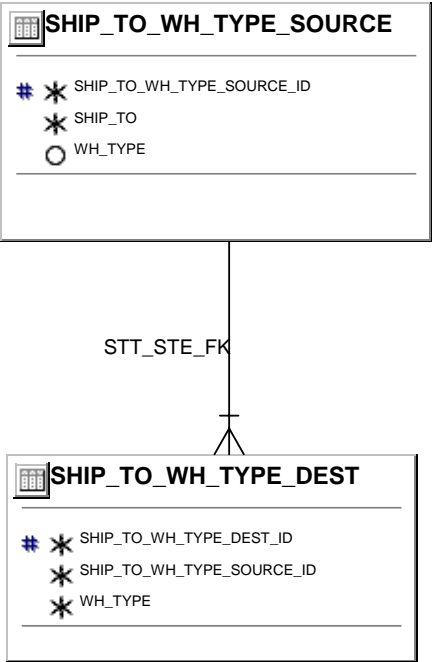 SHIP_TO_WH_TYPE_SOURCE
# * SHIP_TO_WH_TYPE_SOURCE_ID
* SHIP_TO
○ WH_TYPE
STT_STE_FK
SHIP_TO_WH_TYPE_DEST
# * SHIP_TO_WH_TYPE_DEST_ID
* SHIP_TO_WH_TYPE_SOURCE_ID
* WH_TYPE